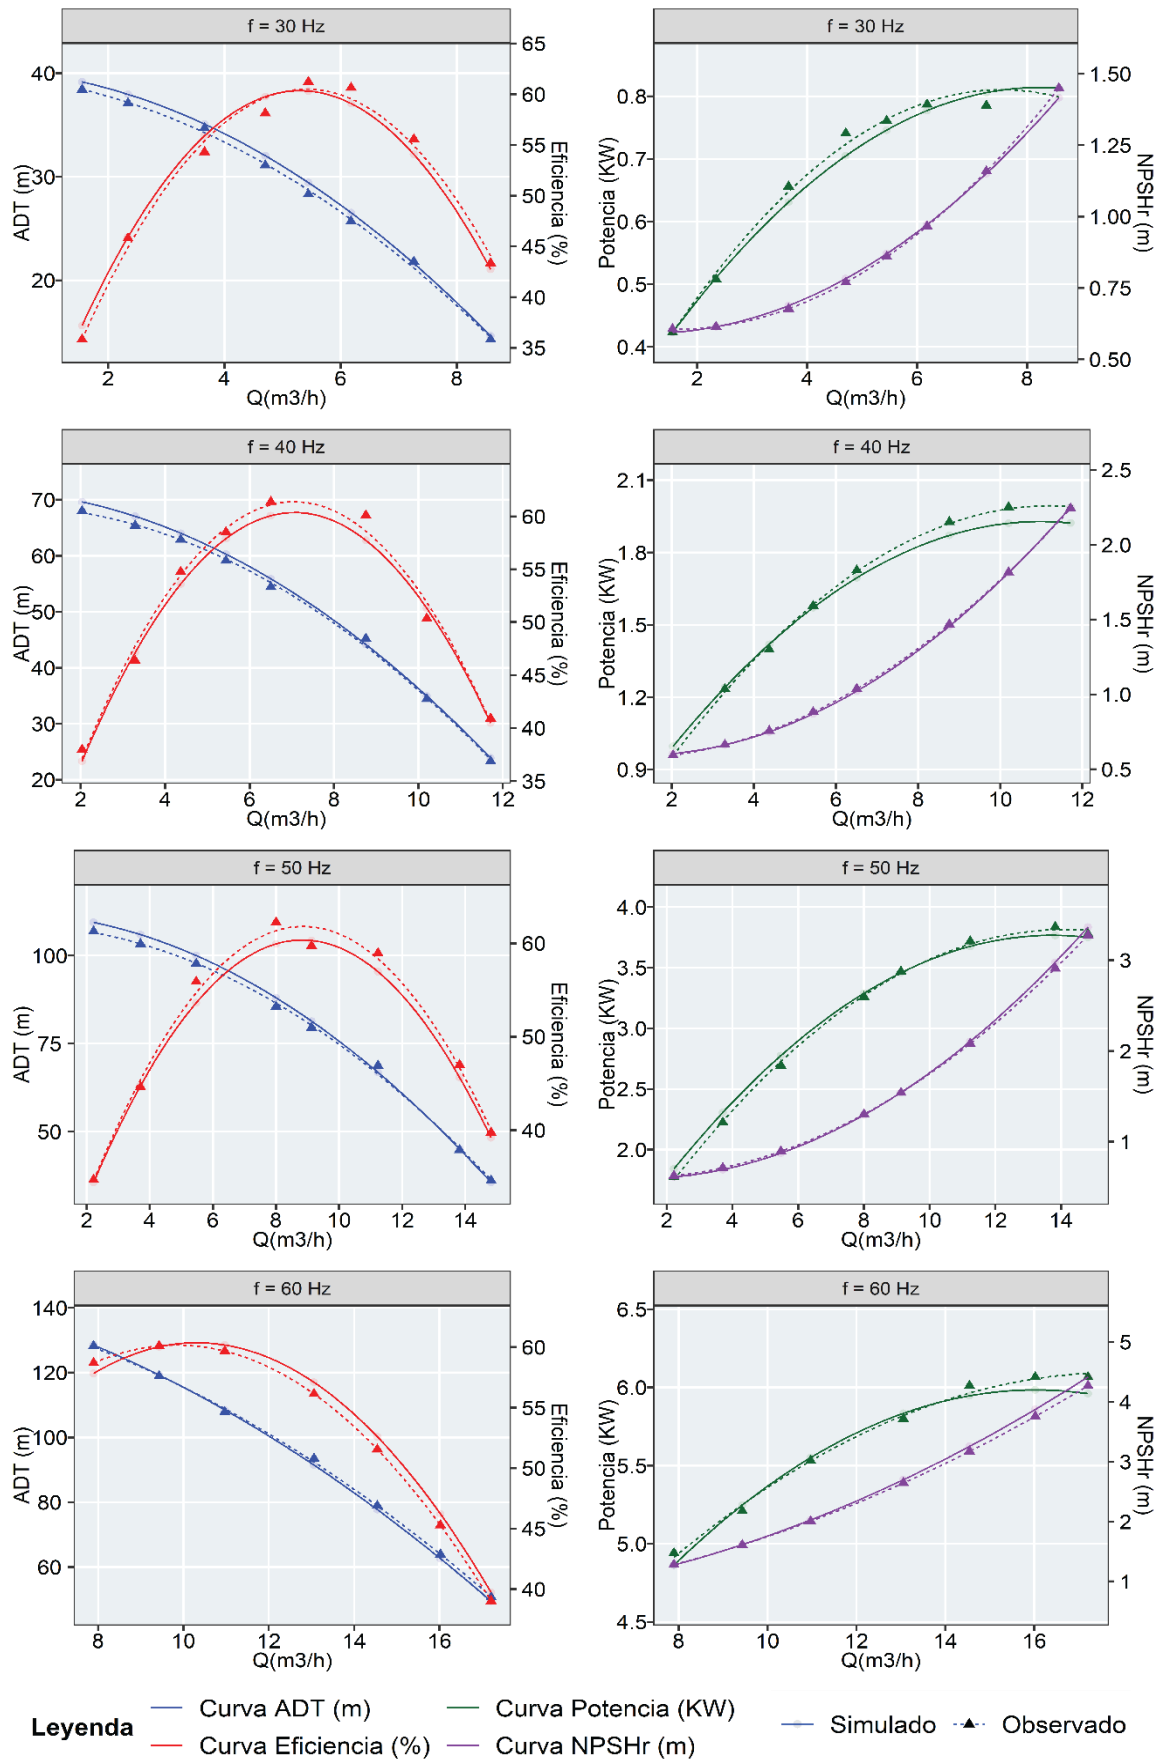 f = 30 Hz
ADT (m)
40
30
20
65
60
55
50
45
40
35
Eficiencia (%)
2 4 6 8
Q(m3/h)
f = 30 Hz
Potencia (KW)
0.8
0.7
0.6
0.5
0.4
1.50
1.25
1.00
0.75
0.50
NPSHr (m)
2 4 6 8
Q(m3/h)
f = 40 Hz
ADT (m)
70
60
50
40
30
20
60
55
50
45
40
35
Eficiencia (%)
2 4 6 8 10 12
Q(m3/h)
f = 40 Hz
Potencia (KW)
2.1
1.8
1.5
1.2
0.9
2.5
2.0
1.5
1.0
0.5
NPSHr (m)
2 4 6 8 10 12
Q(m3/h)
f = 50 Hz
ADT (m)
100
75
50
60
50
40
Eficiencia (%)
2 4 6 8 10 12 14
Q(m3/h)
f = 50 Hz
Potencia (KW)
4.0
3.5
3.0
2.5
2.0
3
2
1
NPSHr (m)
2 4 6 8 10 12 14
Q(m3/h)
f = 60 Hz
ADT (m)
140
120
100
80
60
60
55
50
45
40
Eficiencia (%)
8 10 12 14 16
Q(m3/h)
f = 60 Hz
Potencia (KW)
6.5
6.0
5.5
5.0
4.5
5
4
3
2
1
NPSHr (m)
8 10 12 14 16
Q(m3/h)
Leyenda
Curva ADT (m)
Curva Eficiencia (%)
Curva Potencia (KW)
Curva NPSHr (m)
Simulado
Observado